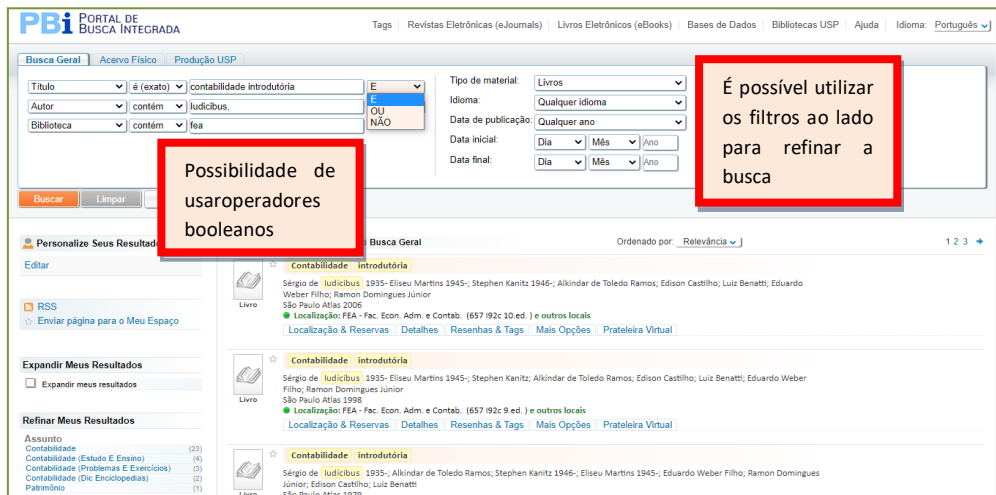 PBi PORTAL DE BUSCA INTEGRADA
Tags Revistas Eletrônicas (eJournals) Livros Eletrônicos (eBooks) Bases de Dados Bibliotecas USP Ajuda Idioma: Português
Busca Geral Acervo Físico Produção USP
Título é (exato) contabilidade introdutória E
E
OU
NÃO
Autor contém Iudicibus,
Biblioteca contém fea
Tipo de material: Livros
Idioma: Qualquer idioma
Data de publicação: Qualquer ano
Data inicial: Dia Mês Ano
Data final: Dia Mês Ano
É possível utilizar
os filtros ao lado
para refinar a
busca
Possibilidade de
usaroperadores
booleanos
Buscar Limpar
Personalize Seus Resultad
Editar
RSS
Enviar página para o Meu Espaço
Expandir Meus Resultados
Expandir meus resultados
Refinar Meus Resultados
Assunto
Contabilidade (23)
Contabilidade (Estudo E Ensino) (4)
Contabilidade (Problemas E Exercícios) (3)
Contabilidade (Dic Enciclopedias) (2)
Patrimônio (1)
Busca Geral Ordenado por: Relevância 1 2 3
Contabilidade introdutória
Sérgio de Iudícibus 1935- Eliseu Martins 1945-; Stephen Kanitz 1946-; Alkindar de Toledo Ramos; Edison Castilho; Luiz Benatti; Eduardo
Weber Filho; Ramon Domingues Júnior
Livro
São Paulo Atlas 2006
Localização: FEA - Fac. Econ. Adm. e Contab. (657 I92c 10.ed. ) e outros locais
Localização & Reservas Detalhes Resenhas & Tags Mais Opções Prateleira Virtual
Contabilidade introdutória
Sérgio de Iudícibus 1935- Eliseu Martins 1945-; Stephen Kanitz; Alkindar de Toledo Ramos; Edison Castilho; Luiz Benatti; Eduardo Weber
Filho; Ramon Domingues Júnior
Livro
São Paulo Atlas 1998
Localização: FEA - Fac. Econ. Adm. e Contab. (657 I92c 9.ed. ) e outros locais
Localização & Reservas Detalhes Resenhas & Tags Mais Opções Prateleira Virtual
Contabilidade introdutória
Sérgio de Iudícibus 1935-; Alkindar de Toledo Ramos; Stephen Kanitz 1946-; Eliseu Martins 1945-; Eduardo Weber Filho; Ramon Domingues
Júnior; Edison Castilho; Luiz Benatti
Livro
São Paulo Atlas 1979